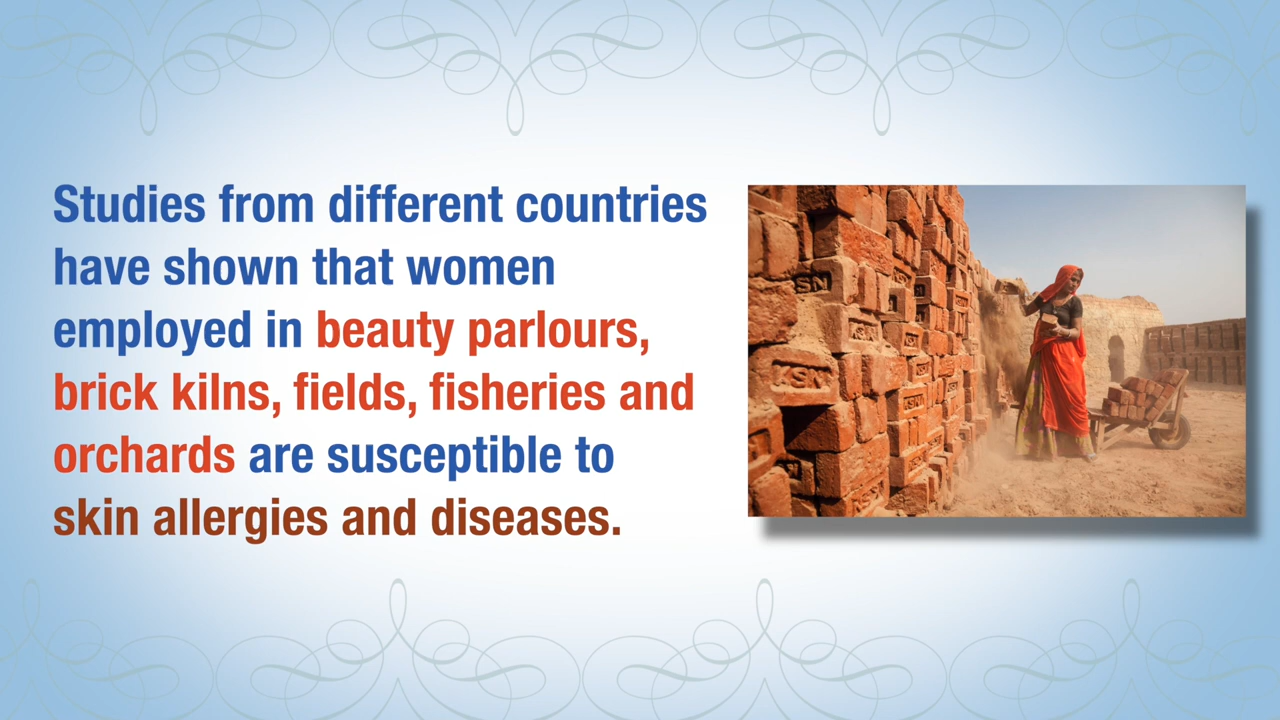 Studies from different countries
have shown that women
employed in beauty parlours,
brick kilns, fields, fisheries and
orchards are susceptible to
skin allergies and diseases.
SN
SN